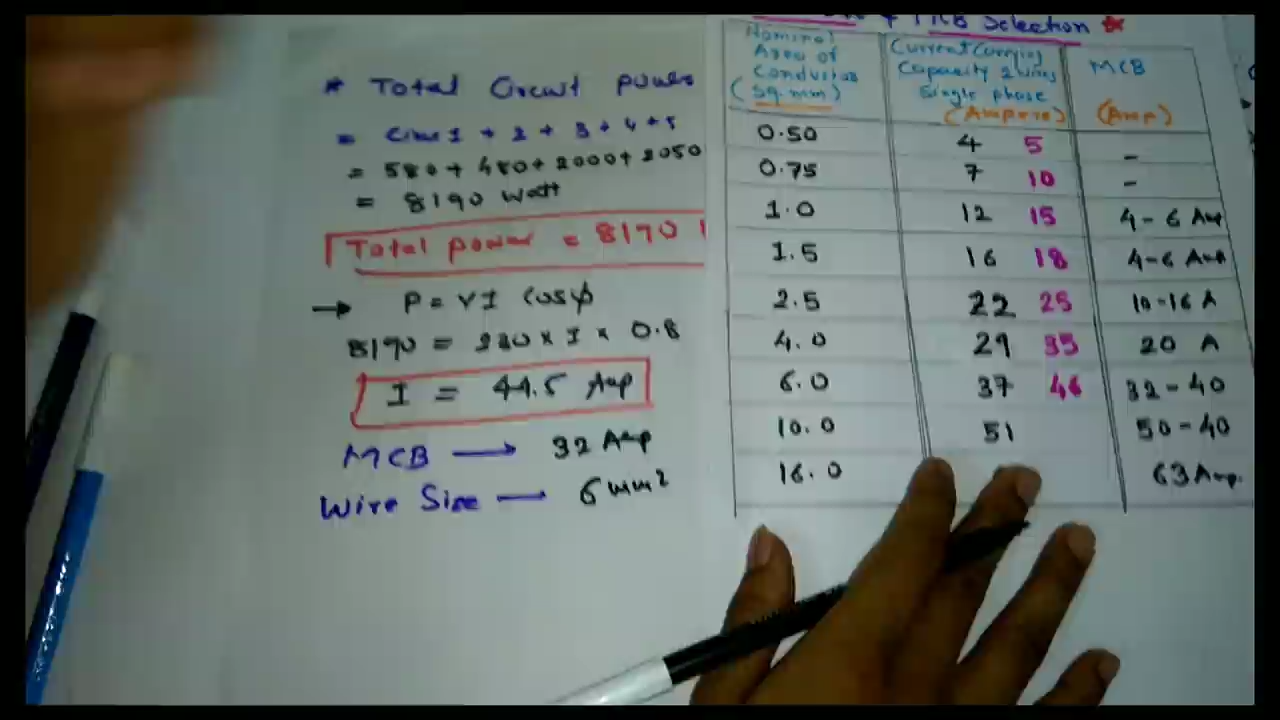 * Total Circuit power
= Cir 1 + 2 + 3 + 4 + 5
= 580 + 480 + 2000 + 2050
= 8190 Watt
Total power = 8190
→ P = VI Cosφ
8190 = 230 × I × 0.8
I = 44.5 Amp
MCB → 32 Amp
Wire Size → 6 mm²
& MCB Selection *
Nominal Area of Conductor (Sq.mm)
Current Carrying Capacity 2 wires Single phase (Ampere)
MCB (Amp)
0.50 4 5 -
0.75 7 10 -
1.0 12 15 4-6 Amp
1.5 16 18 4-6 Amp
2.5 22 25 10-16 A
4.0 29 35 20 A
6.0 37 46 32-40
10.0 51 50-40
16.0 63 Amp.